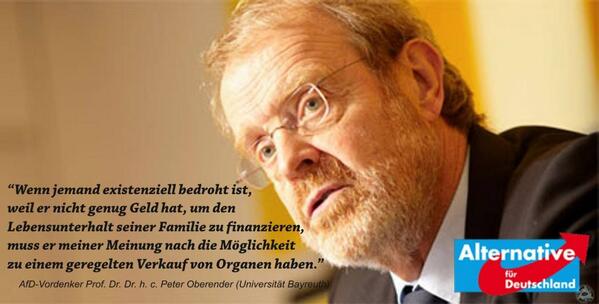 “Wenn jemand existenziell bedroht ist,
weil er nicht genug Geld hat, um den
Lebensunterhalt seiner Familie zu finanzieren,
muss er meiner Meinung nach die Möglichkeit
zu einem geregelten Verkauf von Organen haben.”
AfD-Vordenker Prof. Dr. Dr. h. c. Peter Oberender (Universität Bayreuth)
Alternative
für
Deutschland